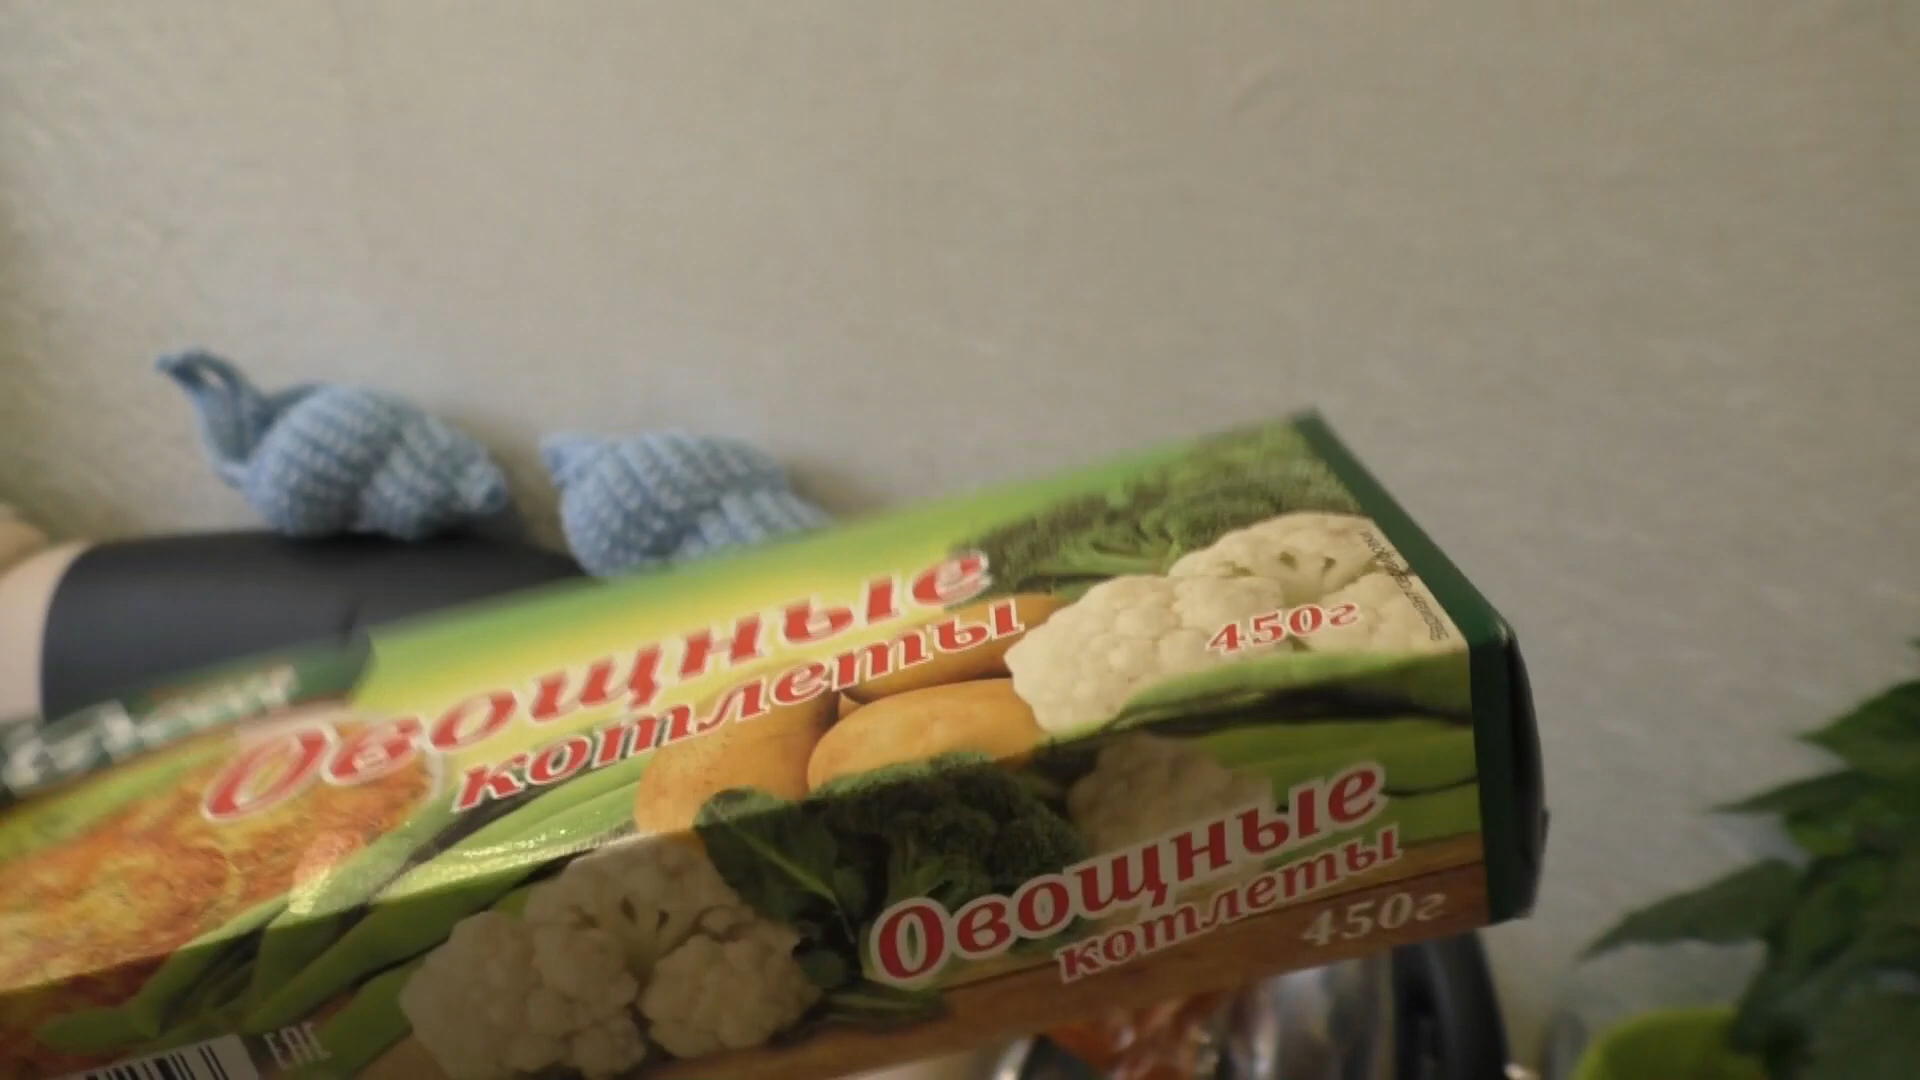 Овощные
котлеты
450г
Овощные
котлеты
450г
EAC